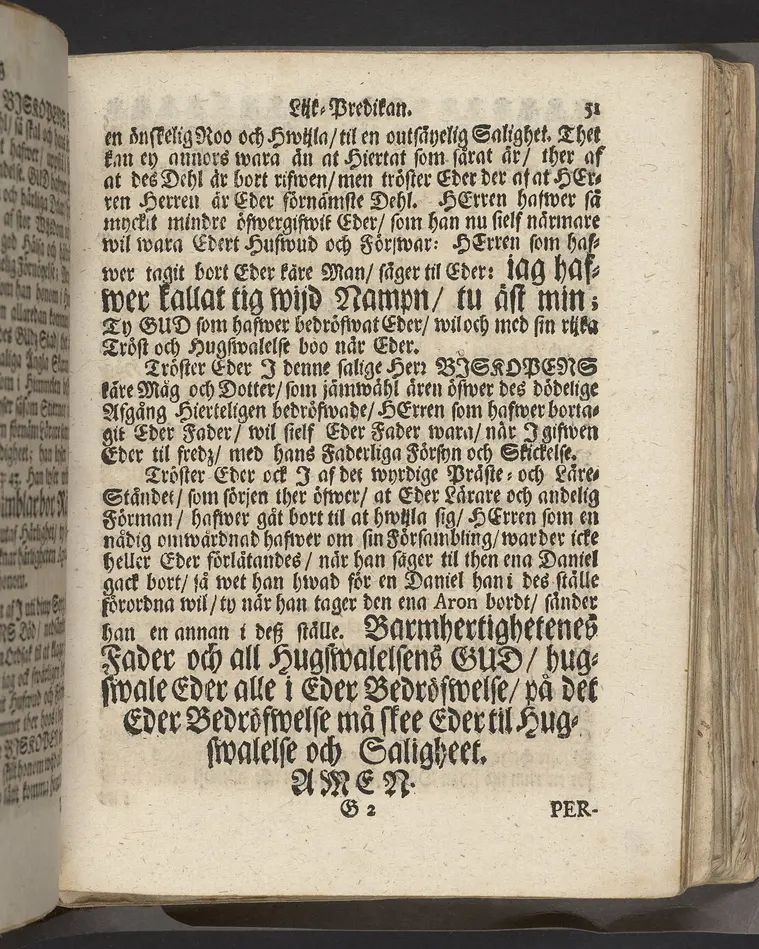 Lijk-Predikan. 51
en önskelig Roo och Hwijla/ til en outsäyelig Salighet. Thet
kan ey annors wara än at Hiertat som särat är/ ther af
at des Dehl är bort rifwen/ men tröster Eder der af at HEr-
ren Herren är Eder förnämste Dehl. HErren hafwer så
myckit mindre öfwergifwit Eder/ som han nu sielf närmare
wil wara Edert Hufwud och Förswar: HErren som haf-
wer tagit bort Eder käre Man/ säger til Eder: iag haf-
wer kallat tig wijd Nampn/ tu äst min;
Ty GUD som hafwer bedröfwat Eder/ wil och med sin rijka
Tröst och Hugswalelse boo när Eder.
Tröster Eder J denne salige Herr BISKOPENS
käre Måg och Dotter/ som jämwähl ären öfwer des dödelige
Afgång Hierteligen bedröfwade/ HErren som hafwer borta-
git Eder Fader/ wil sielf Eder Fader wara/ när J gifwen
Eder til fredz/ med hans Faderliga Försyn och Skickelse.
Tröster Eder ock J af det wyrdige Präste- och Läre-
Ståndet/ som sörjen ther öfwer/ at Eder Lärare och andelig
Förman/ hafwer gåt bort til at hwijla sig/ HErren som en
nådig omwårdnad hafwer om sin Försambling/ warder icke
heller Eder förlåtandes/ när han säger til then ena Daniel
gack bort/ så wet han hwad för en Daniel han i des ställe
förordna wil/ ty när han tager den ena Aron bordt/ sänder
han en annan i deß ställe. Barmhertighetenes
Fader och all Hugswalelsens GUD/ hug-
swale Eder alle i Eder Bedröfwelse/ på det
Eder Bedröfwelse må skee Eder til Hug-
swalelse och Saligheet.
AMEN.
G 2 PER-